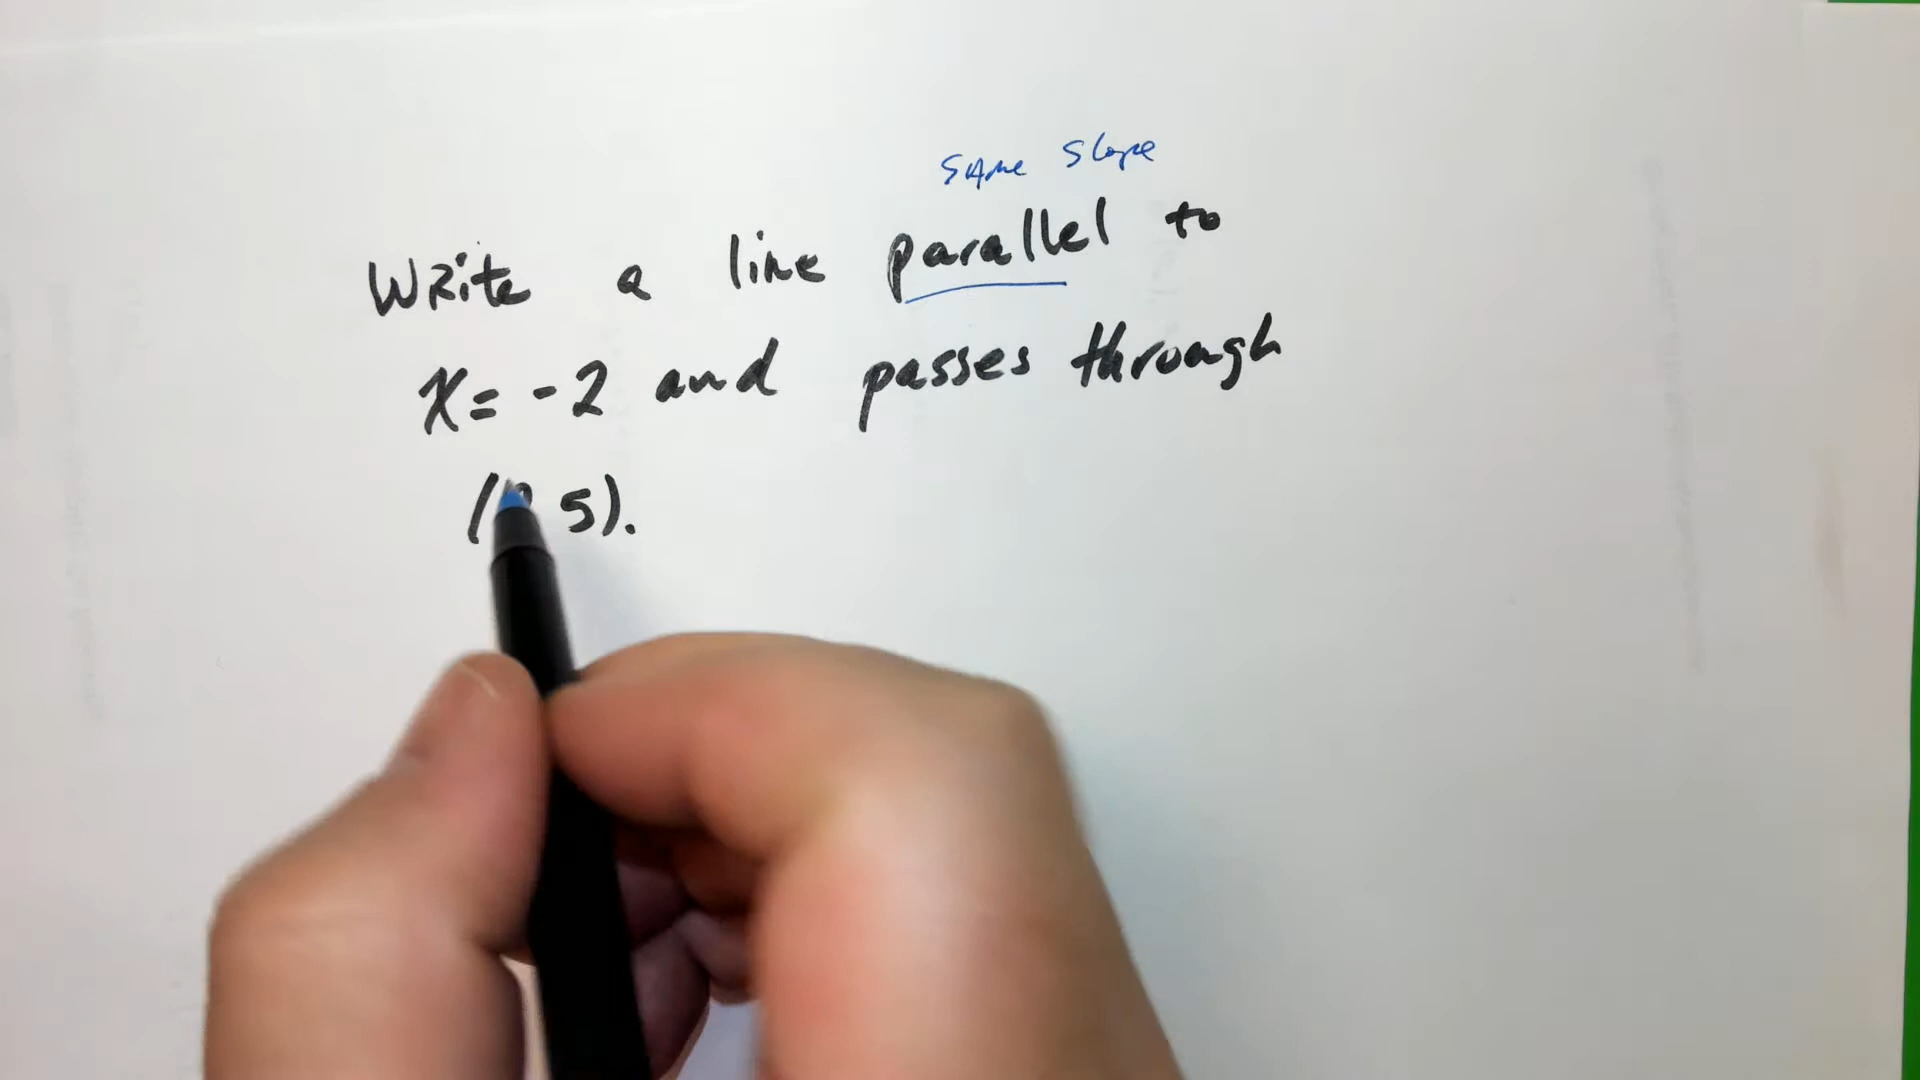 SAme Slope
Write a line parallel to
x = -2 and passes through
( 5).